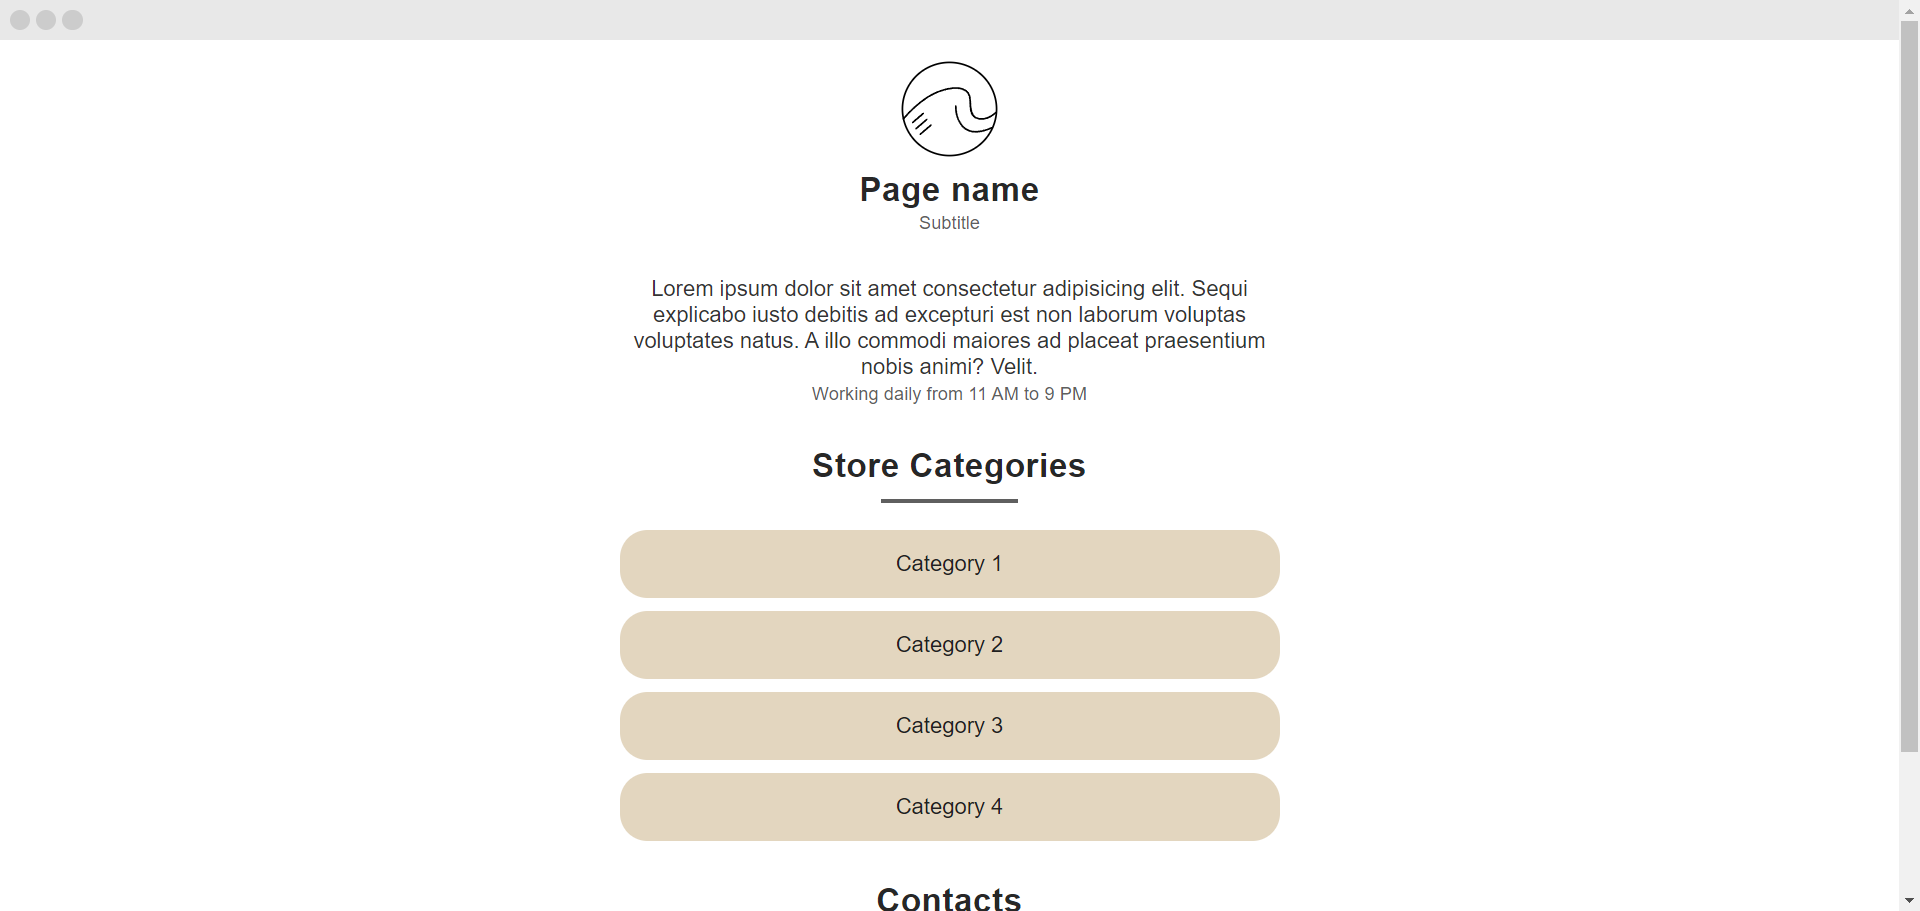 Page name
Subtitle
Lorem ipsum dolor sit amet consectetur adipisicing elit. Sequi
explicabo iusto debitis ad excepturi est non laborum voluptas
voluptates natus. A illo commodi maiores ad placeat praesentium
nobis animi? Velit.
Working daily from 11 AM to 9 PM
Store Categories
Category 1
Category 2
Category 3
Category 4
Contacts